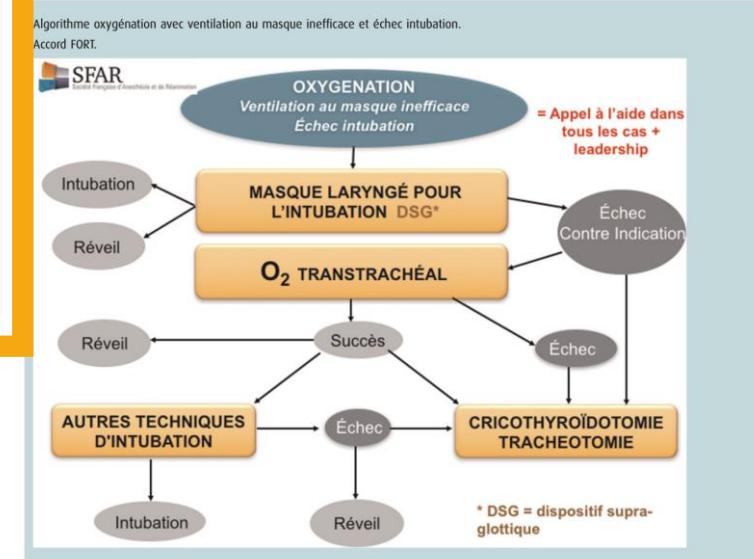 Algorithme oxygénation avec ventilation au masque inefficace et échec intubation.
Accord FORT.
SFAR
Société Française d'Anesthésie et de Réanimation
OXYGENATION
Ventilation au masque inefficace
Échec intubation
= Appel à l'aide dans
tous les cas +
leadership
Intubation
MASQUE LARYNGÉ POUR
L'INTUBATION DSG*
Réveil
Échec
Contre Indication
O₂ TRANSTRACHÉAL
Réveil
Succès
Échec
AUTRES TECHNIQUES
D'INTUBATION
Échec
CRICOTHYROÏDOTOMIE
TRACHEOTOMIE
Intubation
Réveil
* DSG = dispositif supra-
glottique